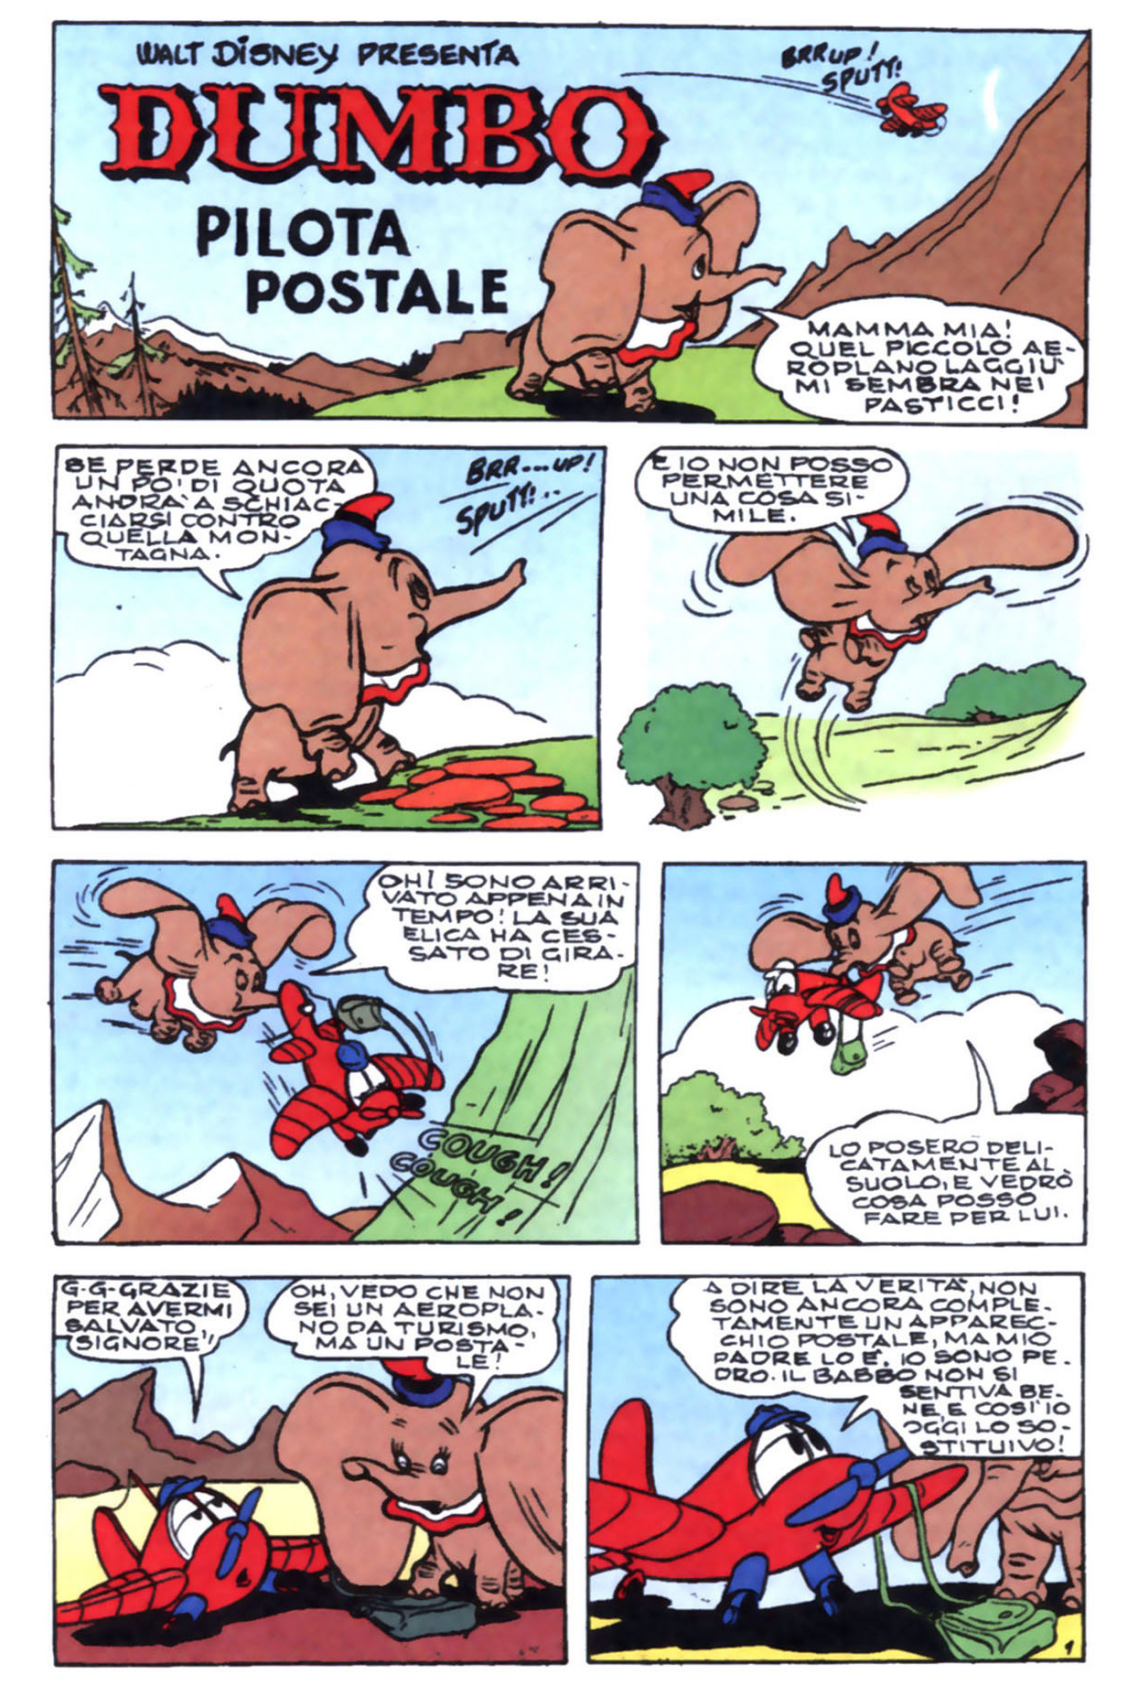 WALT DISNEY PRESENTA
DUMBO
PILOTA
POSTALE
BRRUP!
SPUTT!
MAMMA MIA!
QUEL PICCOLO AE-
ROPLANO LAGGIU'
MI SEMBRA NEI
PASTICCI!
SE PERDE ANCORA
UN PO' DI QUOTA
ANDRA' A SCHIAC-
CIARSI CONTRO
QUELLA MON-
TAGNA.
BRR---UP!
SPUTT!..
E IO NON POSSO
PERMETTERE
UNA COSA SI-
MILE.
OH! SONO ARRI-
VATO APPENA IN
TEMPO! LA SUA
ELICA HA CES-
SATO DI GIRA-
RE!
COUGH!
COUGH!
LO POSERÒ DELI-
CATAMENTE AL
SUOLO, E VEDRÒ
COSA POSSO
FARE PER LUI.
G-G-GRAZIE
PER AVERMI
SALVATO,
SIGNORE!
OH, VEDO CHE NON
SEI UN AEROPLA-
NO DA TURISMO,
MA UN POSTA-
LE!
A DIRE LA VERITA', NON
SONO ANCORA COMPLE-
TAMENTE UN APPAREC-
CHIO POSTALE, MA MIO
PADRE LO E'. IO SONO PE-
DRO. IL BABBO NON SI
SENTIVA BE-
NE, E COSI' IO
OGGI LO SO-
STITUIVO!
1